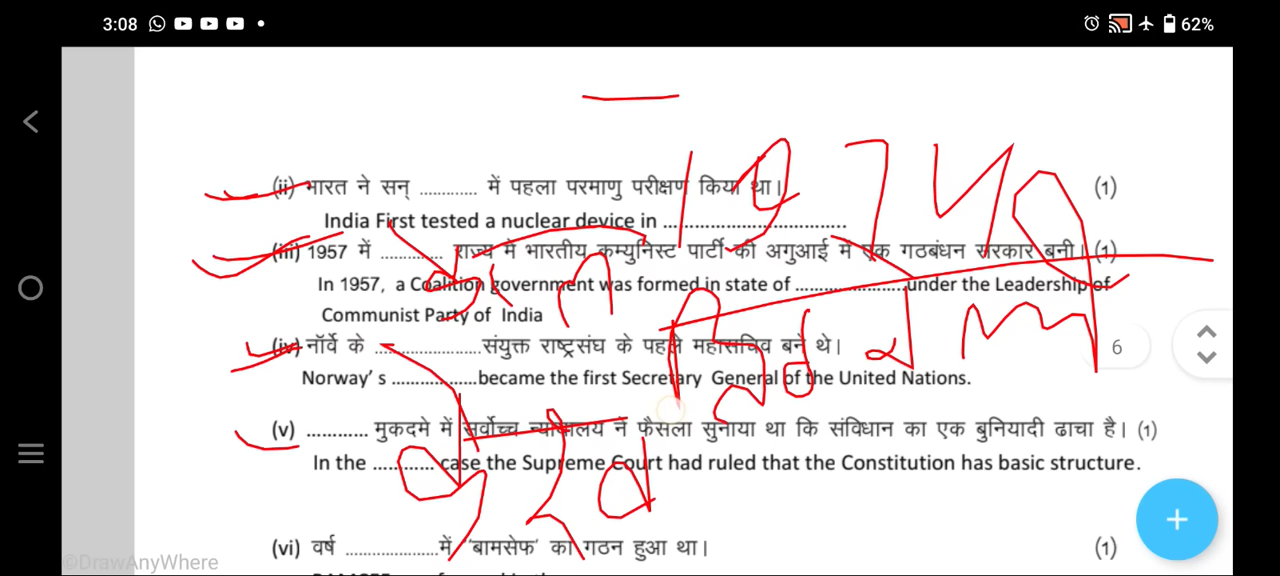 3:08 62%
(ii) भारत ने सन् ............ में पहला परमाणु परीक्षण किया था। (1)
India First tested a nuclear device in .......................................
(iii) 1957 में ............. राज्य में भारतीय कम्युनिस्ट पार्टी की अगुआई में एक गठबंधन सरकार बनी। (1)
In 1957, a Coalition government was formed in state of .......................under the Leadership of
Communist Party of India
(iv) नॉर्वे के ......................संयुक्त राष्ट्रसंघ के पहले महासचिव बने थे।
6
Norway' s .................became the first Secretary General of the United Nations.
(v) ............ मुकदमे में सर्वोच्च न्यायालय ने फैसला सुनाया था कि संविधान का एक बुनियादी ढाचा है। (1)
In the ............ case the Supreme Court had ruled that the Constitution has basic structure.
(vi) वर्ष ...................में 'बामसेफ' का गठन हुआ था। (1)
©DrawAnyWhere